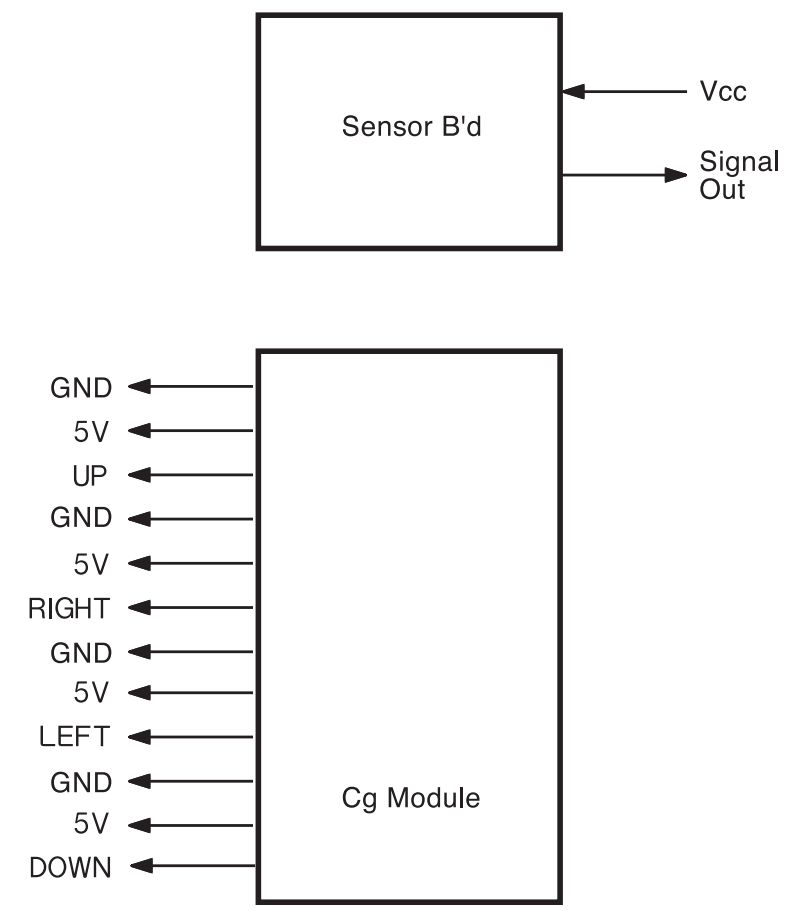 Sensor B'd
Vcc
Signal
Out
GND
5V
UP
GND
5V
RIGHT
GND
5V
LEFT
GND
5V
DOWN
Cg Module